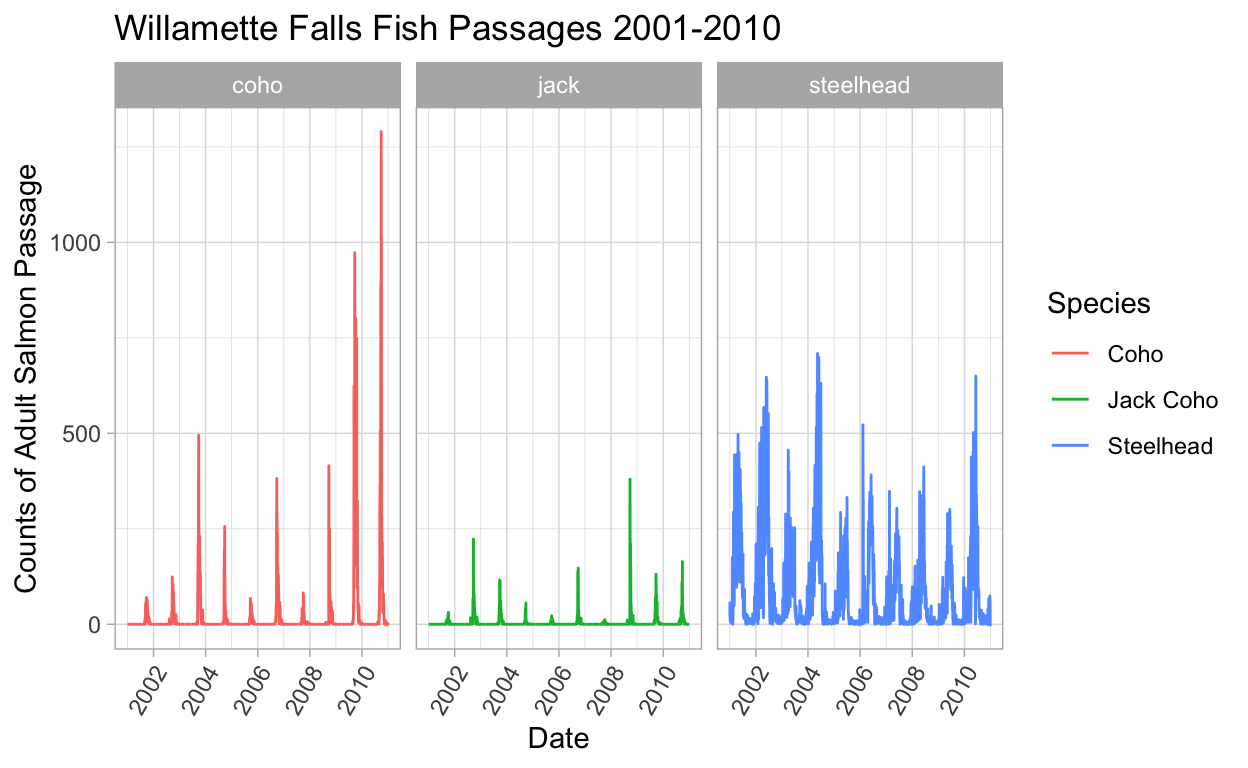 Willamette Falls Fish Passages 2001-2010
coho
jack
steelhead
Counts of Adult Salmon Passage
1000
500
0
2002
2004
2006
2008
2010
2002
2004
2006
2008
2010
2002
2004
2006
2008
2010
Date
Species
Coho
Jack Coho
Steelhead